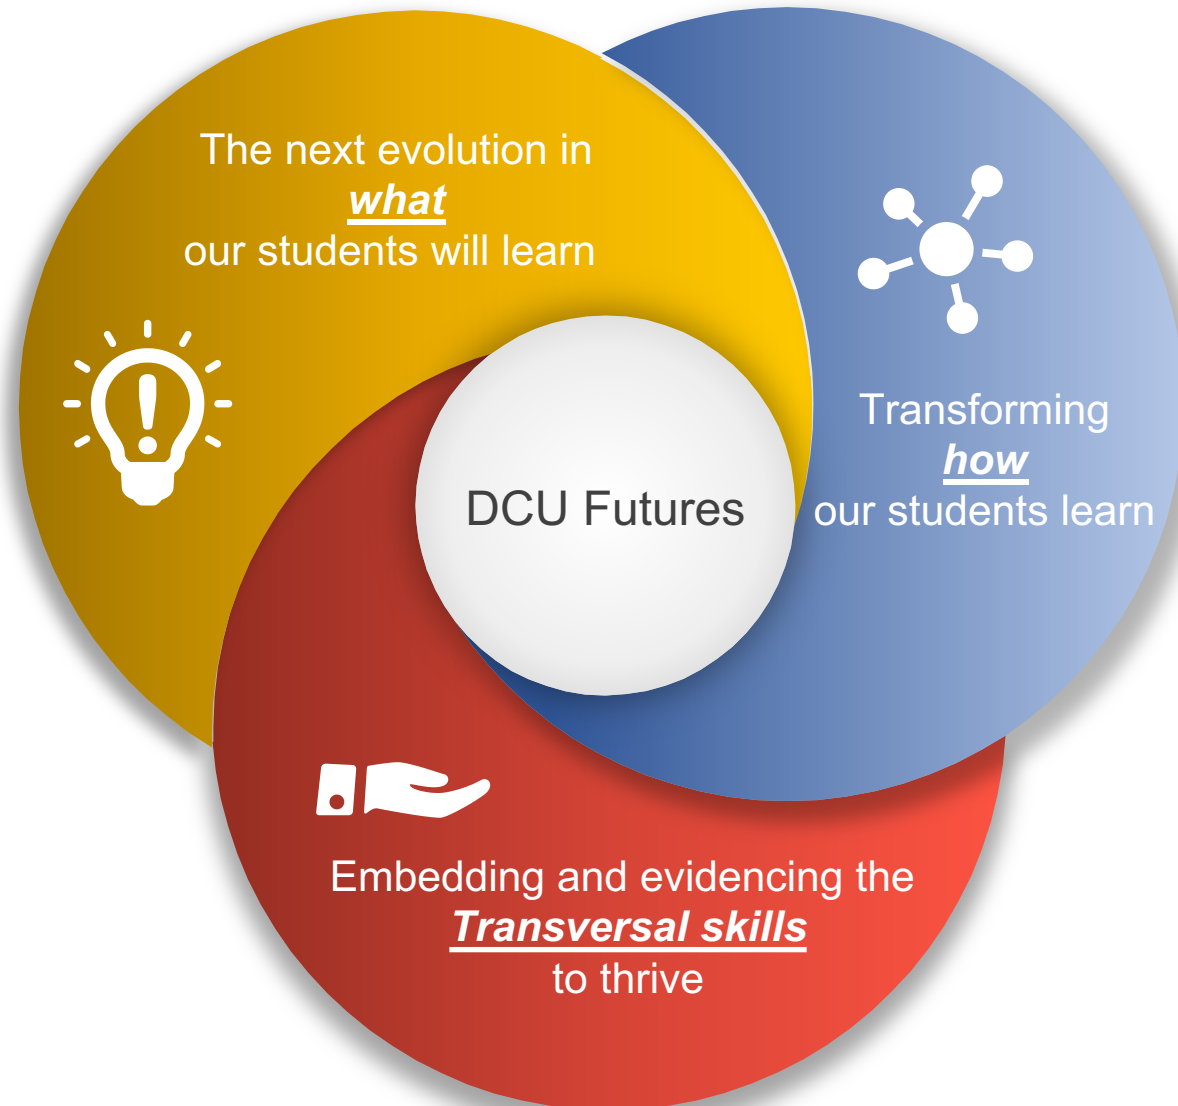 The next evolution in
what
our students will learn
Transforming
how
our students learn
DCU Futures
Embedding and evidencing the
Transversal skills
to thrive